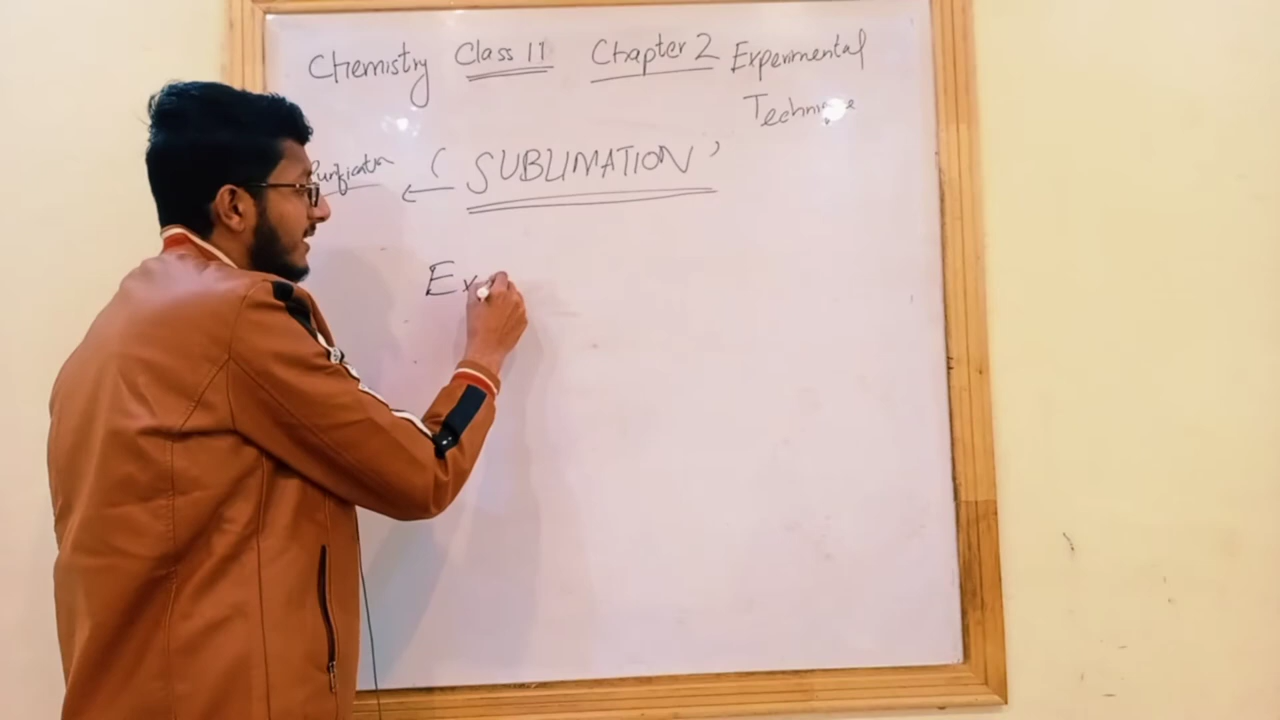 Chemistry Class 11 Chapter 2 Experimental
Technique
Purification ← ( SUBLIMATION '
Ex